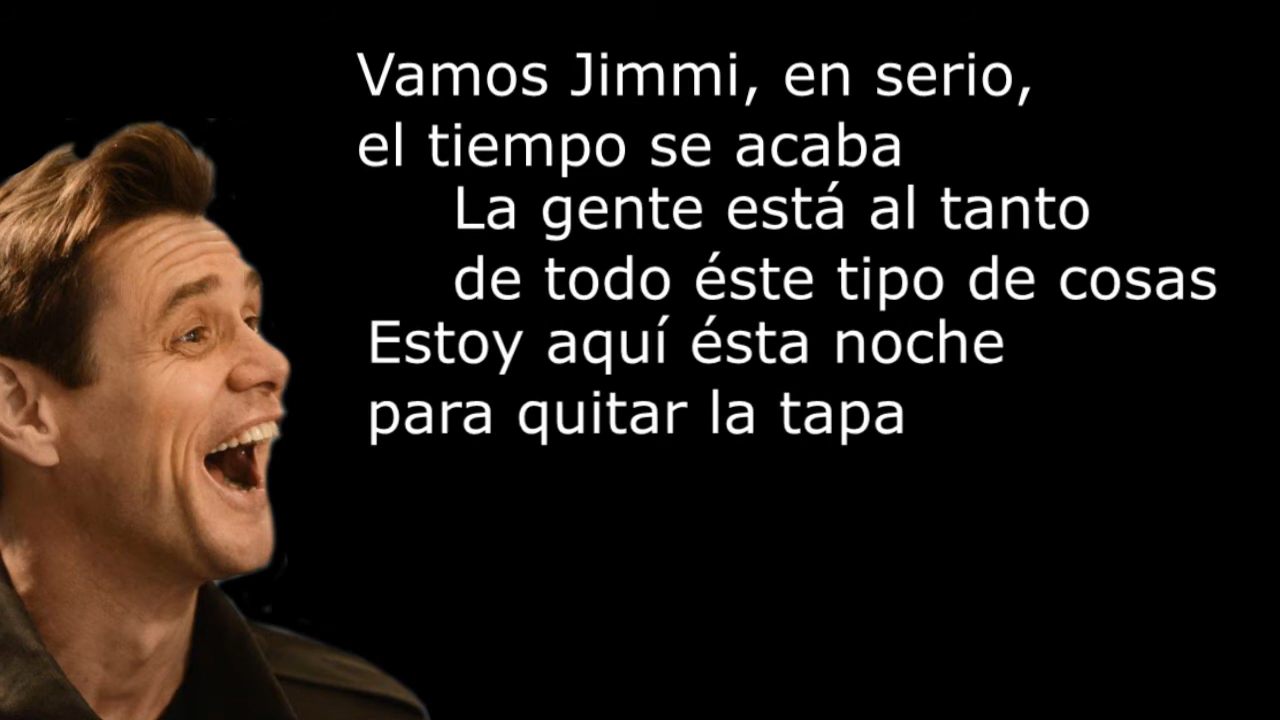 Vamos Jimmi, en serio,
el tiempo se acaba
La gente está al tanto
de todo éste tipo de cosas
Estoy aquí ésta noche
para quitar la tapa